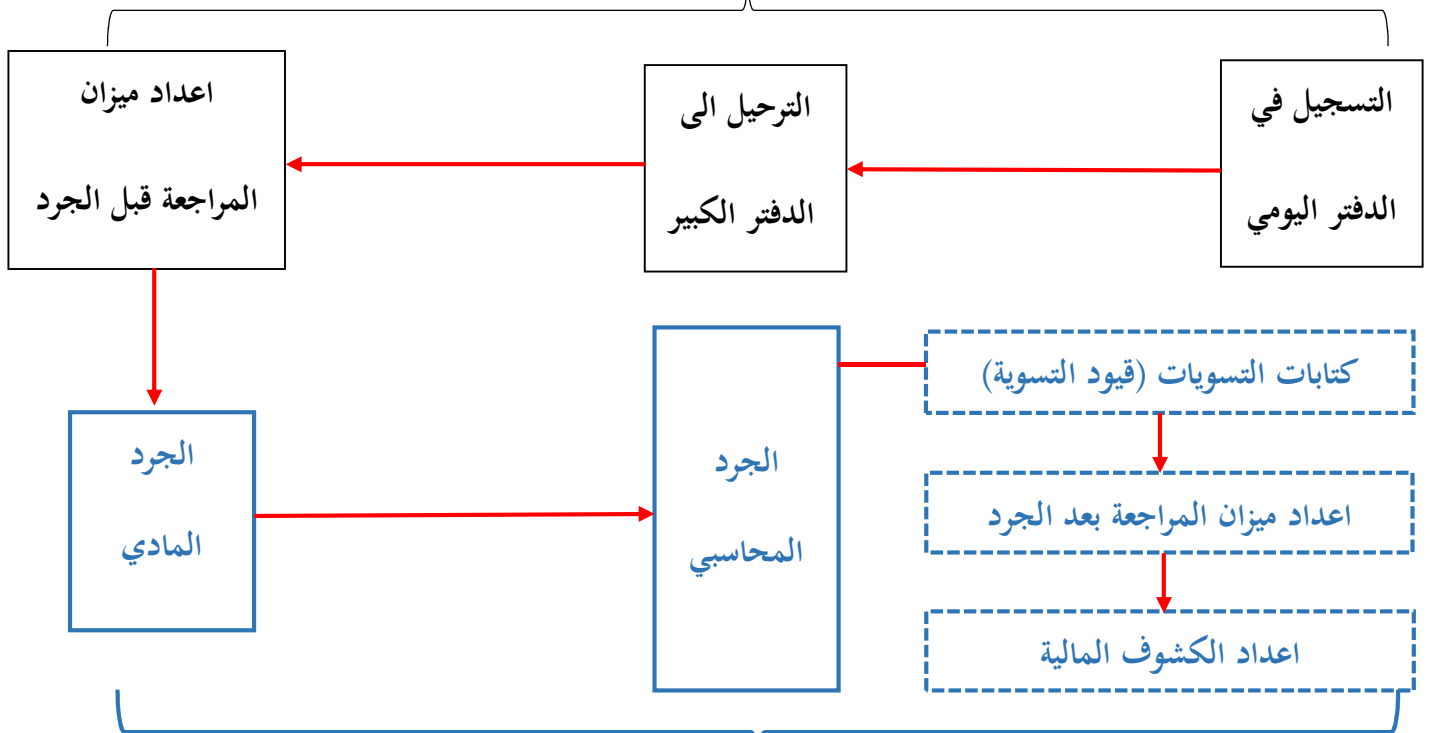 التسجيل في
الدفتر اليومي
الترحيل الى
الدفتر الكبير
اعداد ميزان
المراجعة قبل الجرد
الجرد
المادي
الجرد
المحاسبي
كتابات التسويات (قيود التسوية)
اعداد ميزان المراجعة بعد الجرد
اعداد الكشوف المالية